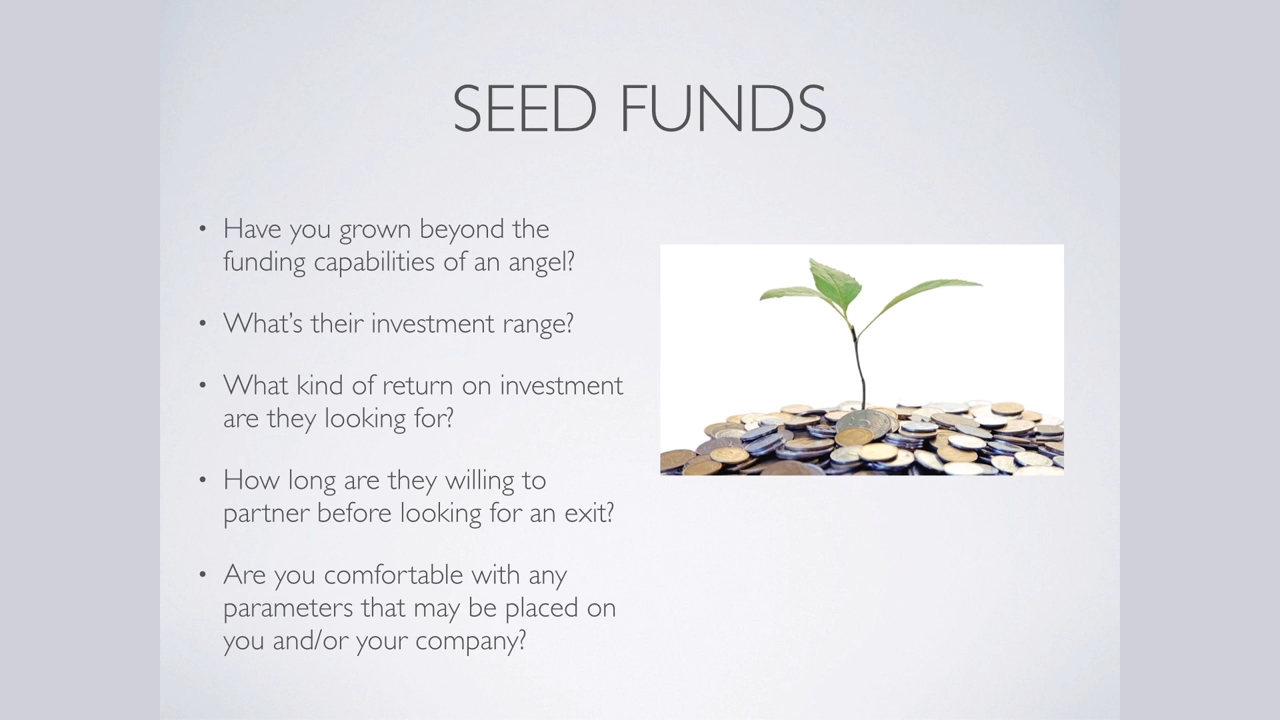 SEED FUNDS
• Have you grown beyond the
funding capabilities of an angel?
• What's their investment range?
• What kind of return on investment
are they looking for?
• How long are they willing to
partner before looking for an exit?
• Are you comfortable with any
parameters that may be placed on
you and/or your company?